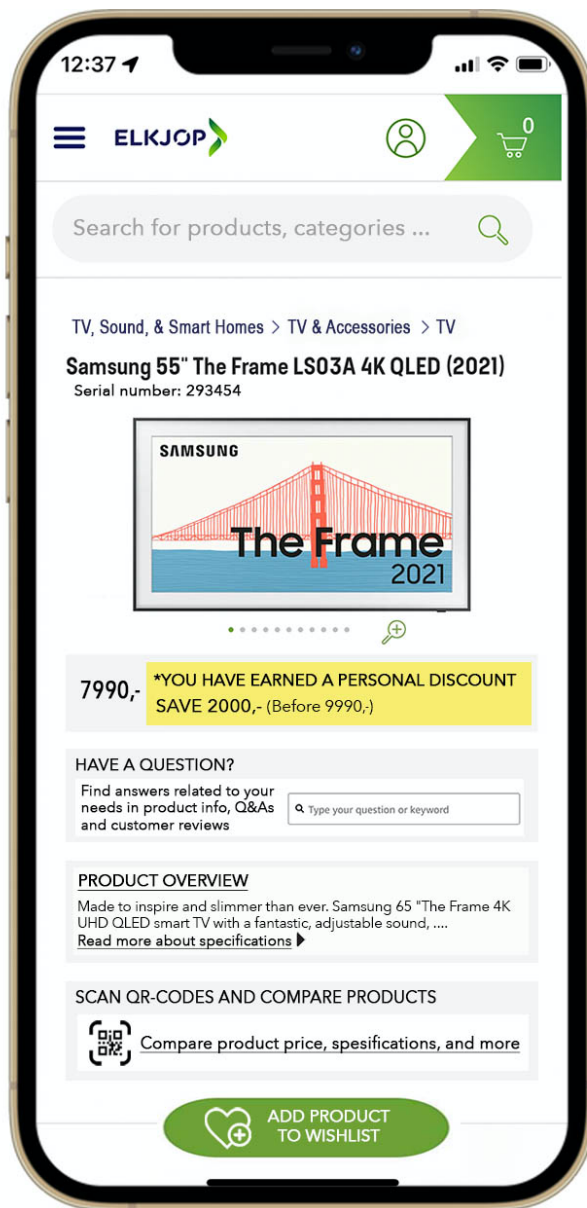 12:37
ELKJOP
0
Search for products, categories ...
TV, Sound, & Smart Homes > TV & Accessories > TV
Samsung 55" The Frame LS03A 4K QLED (2021)
Serial number: 293454
SAMSUNG
The Frame
2021
7990,-
*YOU HAVE EARNED A PERSONAL DISCOUNT
SAVE 2000,- (Before 9990,-)
HAVE A QUESTION?
Find answers related to your
needs in product info, Q&As
and customer reviews
Type your question or keyword
PRODUCT OVERVIEW
Made to inspire and slimmer than ever. Samsung 65 "The Frame 4K
UHD QLED smart TV with a fantastic, adjustable sound, ....
Read more about specifications
SCAN QR-CODES AND COMPARE PRODUCTS
Compare product price, spesifications, and more
ADD PRODUCT
TO WISHLIST